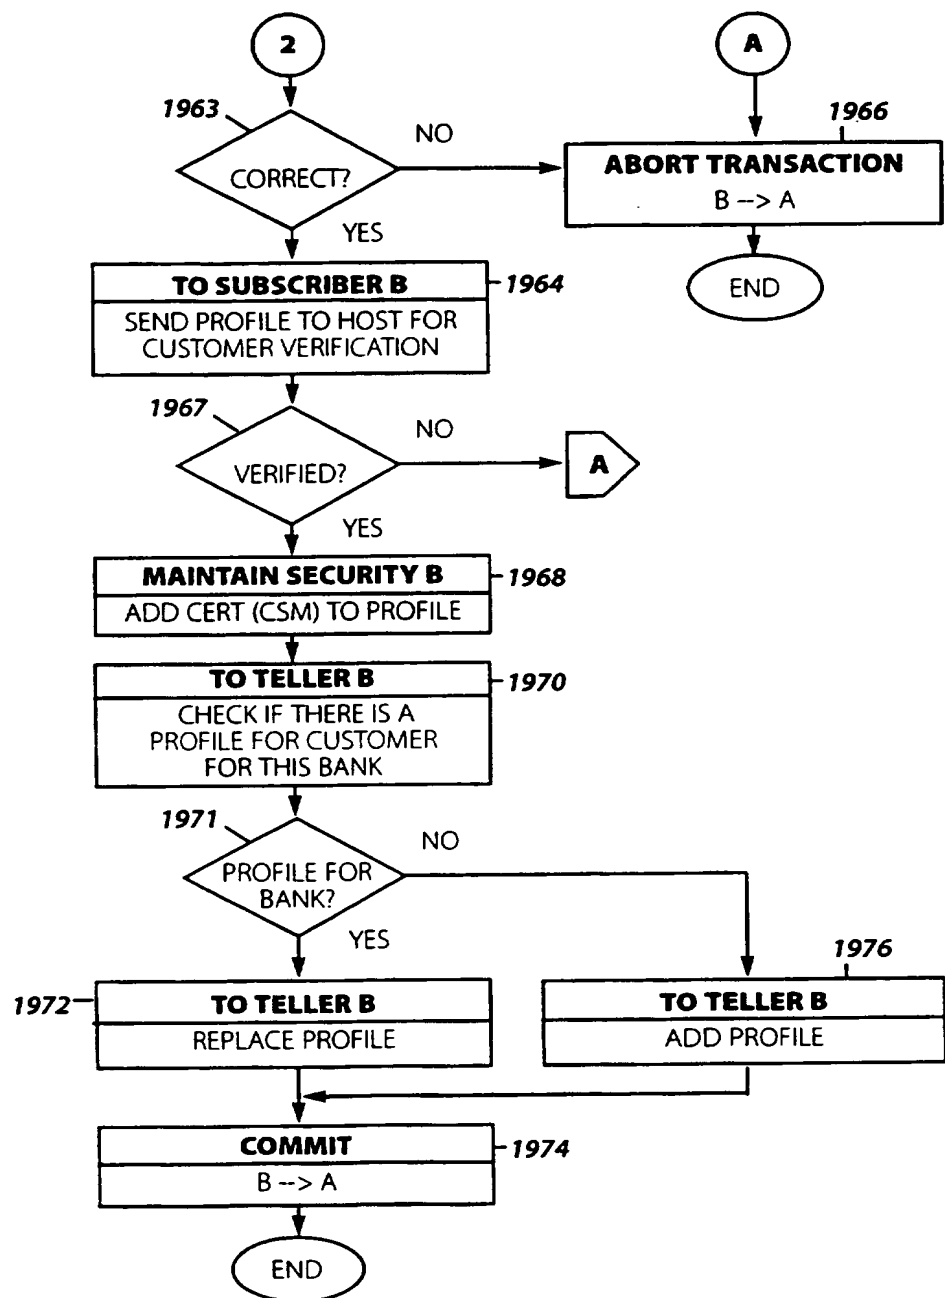 2
A
1963
NO
1966
CORRECT?
ABORT TRANSACTION
B --> A
YES
TO SUBSCRIBER B
1964
END
SEND PROFILE TO HOST FOR
CUSTOMER VERIFICATION
1967
NO
VERIFIED?
A
YES
MAINTAIN SECURITY B
1968
ADD CERT (CSM) TO PROFILE
TO TELLER B
1970
CHECK IF THERE IS A
PROFILE FOR CUSTOMER
FOR THIS BANK
1971
NO
PROFILE FOR
BANK?
YES
1976
1972
TO TELLER B
REPLACE PROFILE
TO TELLER B
ADD PROFILE
COMMIT
1974
B --> A
END